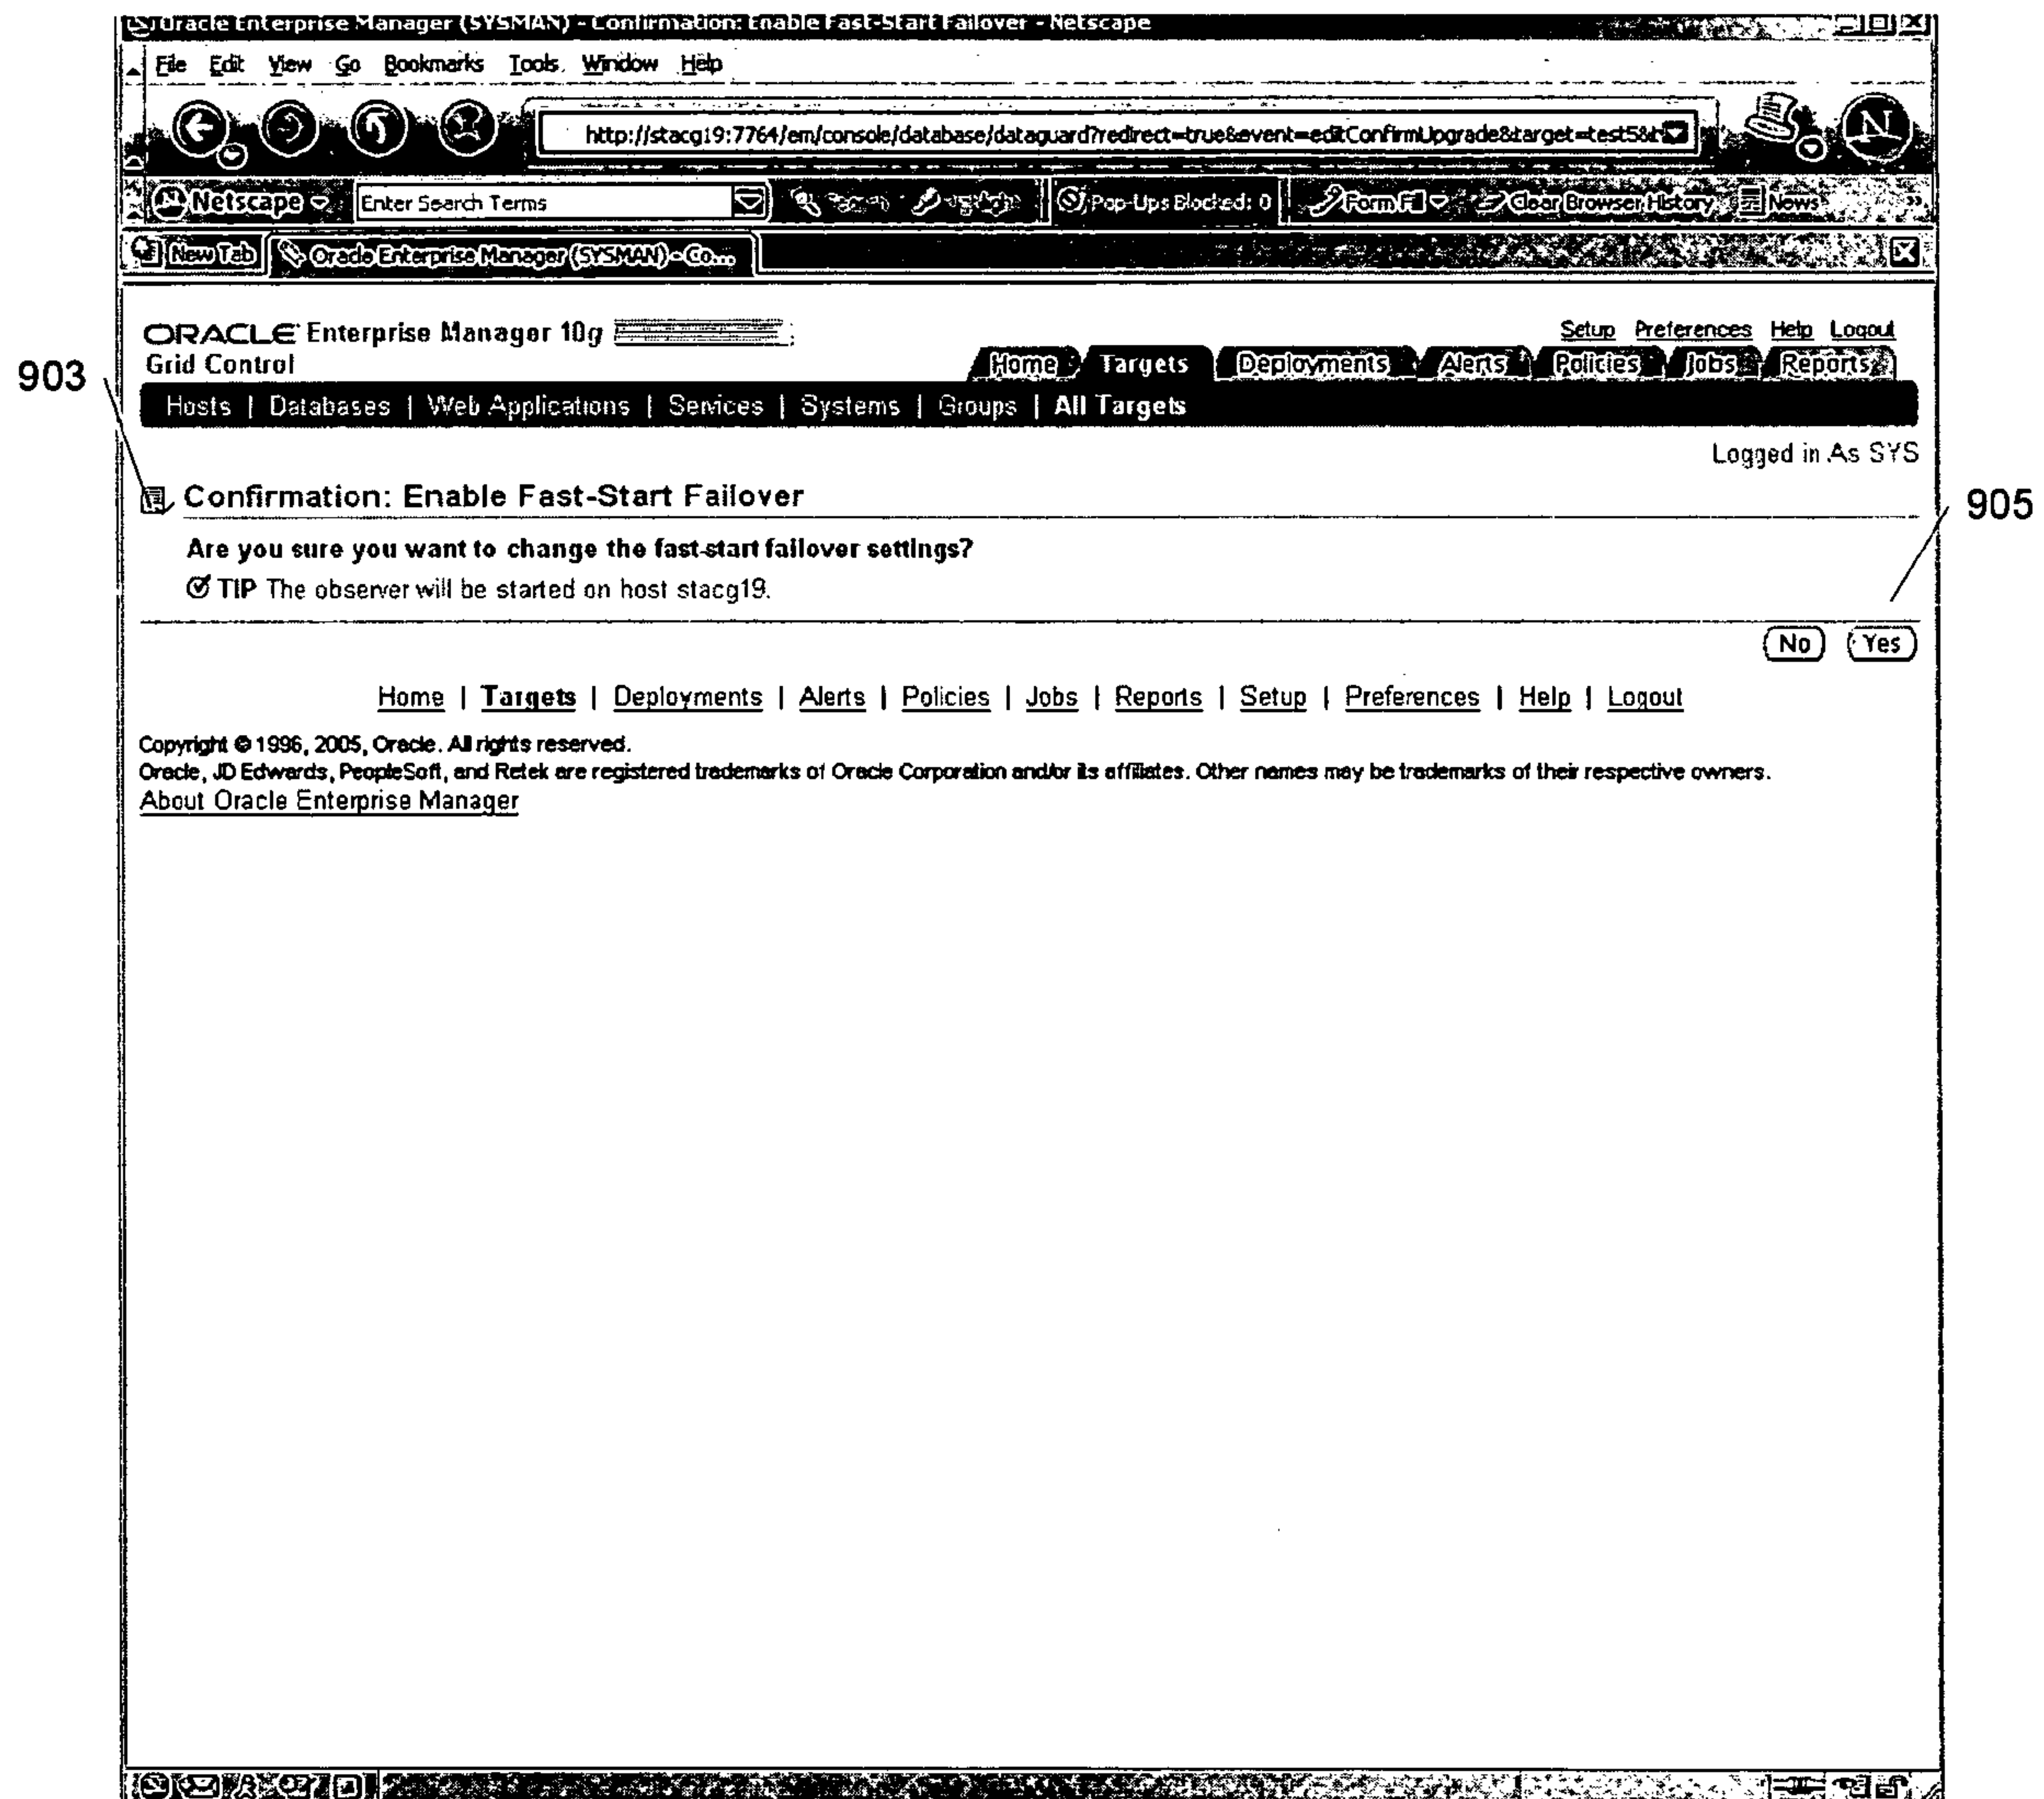 Oracle Enterprise Manager (SYSMAN) - Confirmation: Enable Fast-Start Failover - Netscape
File Edit View Go Bookmarks Tools Window Help
http://stacg19:7764/em/console/database/dataguard?redirect=true&event=editConfirmUpgrade&target=test5&t
Netscape Enter Search Terms Pop-Ups Blocked: 0 Form Fill Clear Browser History News
New Tab Oracle Enterprise Manager (SYSMAN) - Co...
ORACLE Enterprise Manager 10g
Grid Control
Setup Preferences Help Logout
Home Targets Deployments Alerts Policies Jobs Reports
903
Hosts | Databases | Web Applications | Services | Systems | Groups | All Targets
Logged in As SYS
Confirmation: Enable Fast-Start Failover
905
Are you sure you want to change the fast-start failover settings?
TIP The observer will be started on host stacg19.
No Yes
Home | Targets | Deployments | Alerts | Policies | Jobs | Reports | Setup | Preferences | Help | Logout
Copyright © 1996, 2005, Oracle. All rights reserved.
Oracle, JD Edwards, PeopleSoft, and Retek are registered trademarks of Oracle Corporation and/or its affiliates. Other names may be trademarks of their respective owners.
About Oracle Enterprise Manager